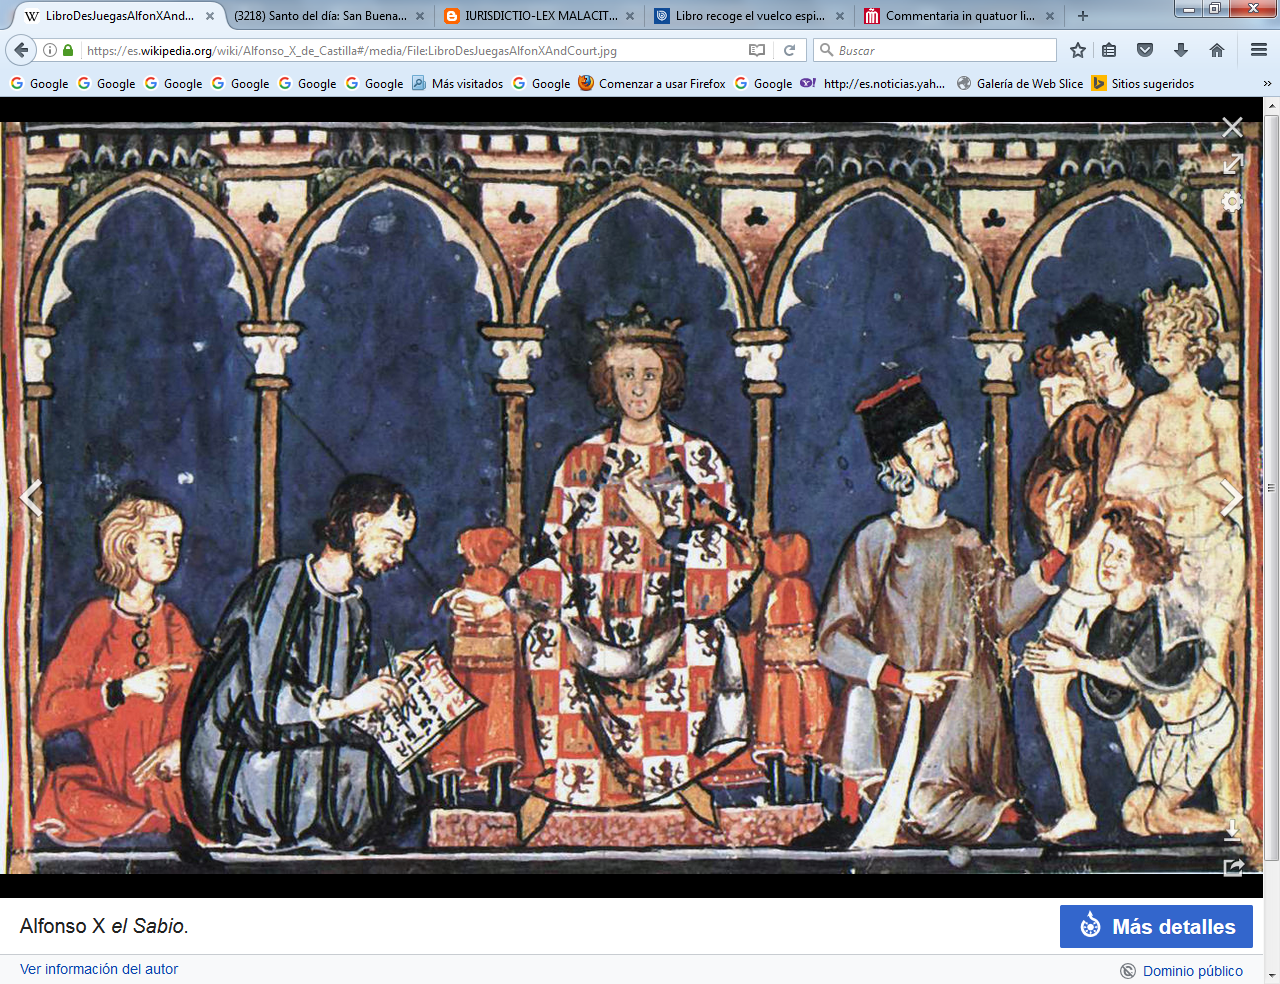 LibroDeJuegasAlfonXAnd...
(3218) Santo del día: San Buena...
IURISDICTIO-LEX MALACIT...
Libro recoge el vuelco espi...
Commentaria in quatuor li...
https://es.wikipedia.org/wiki/Alfonso_X_de_Castilla#/media/File:LibroDesJuegasAlfonXAndCourt.jpg
Buscar
Google
Google
Google
Google
Google
Google
Más visitados
Google
Comenzar a usar Firefox
Google
http://es.noticias.yah...
Galería de Web Slice
Sitios sugeridos
Alfonso X el Sabio.
Más detalles
Ver información del autor
Dominio público